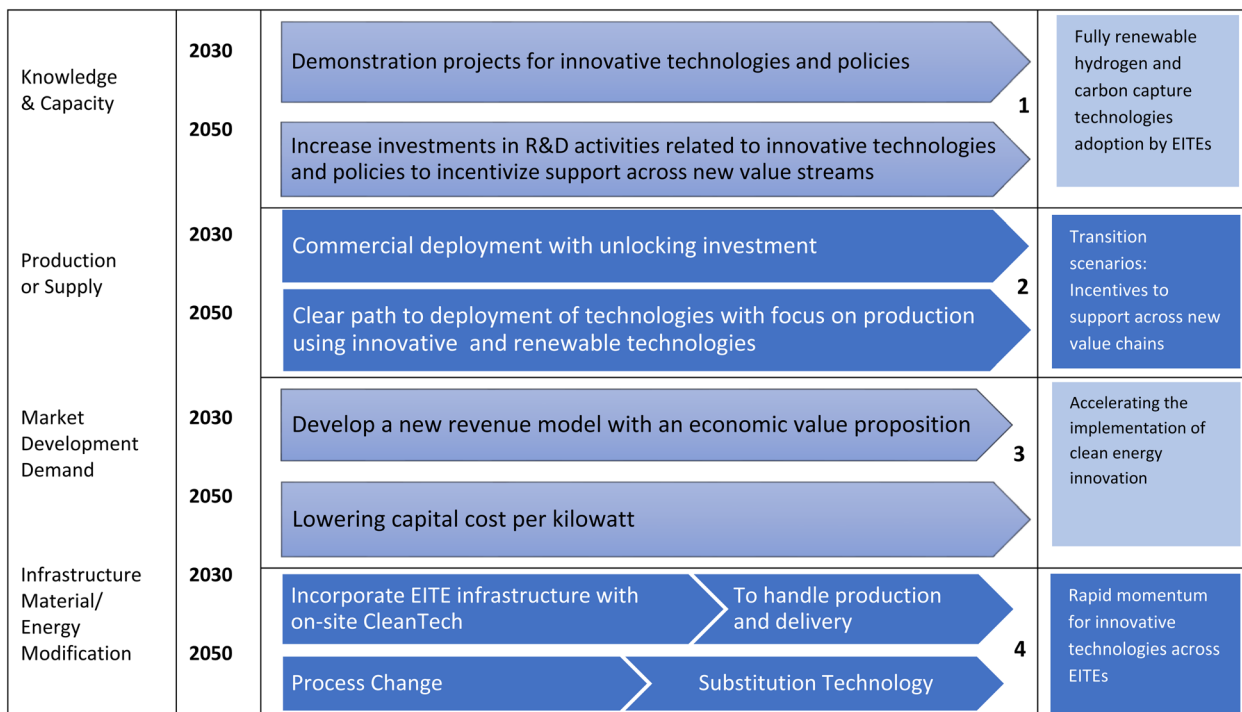 Knowledge
& Capacity
2030
Demonstration projects for innovative technologies and policies
2050
Increase investments in R&D activities related to innovative technologies
and policies to incentivize support across new value streams
1
Fully renewable
hydrogen and
carbon capture
technologies
adoption by EITEs
Production
or Supply
2030
Commercial deployment with unlocking investment
2050
Clear path to deployment of technologies with focus on production
using innovative and renewable technologies
2
Transition
scenarios:
Incentives to
support across new
value chains
Market
Development
Demand
2030
Develop a new revenue model with an economic value proposition
2050
Lowering capital cost per kilowatt
3
Accelerating the
implementation of
clean energy
innovation
Infrastructure
Material/
Energy
Modification
2030
Incorporate EITE infrastructure with
on-site CleanTech
To handle production
and delivery
2050
Process Change
Substitution Technology
4
Rapid momentum
for innovative
technologies across
EITEs